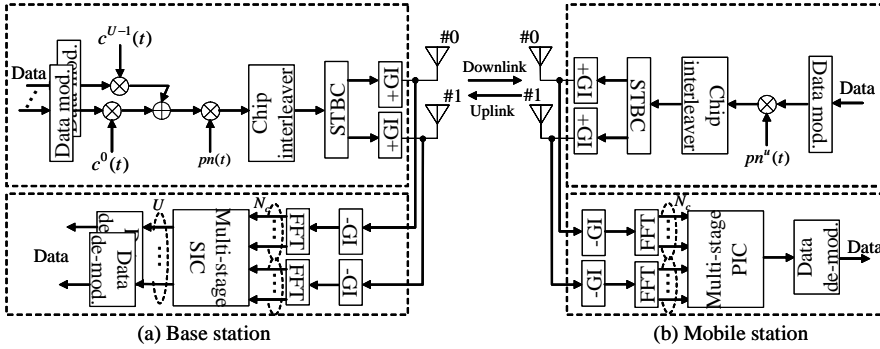 c^{U-1}(t)
Data
Data mod.
Data mod.
c^0(t)
pn(t)
Chip interleaver
STBC
+GI
+GI
#0
#1
Downlink
Uplink
#0
#1
+GI
+GI
STBC
Chip interleaver
pn^u(t)
Data mod.
Data
Data
Data de-mod.
U
Multi-stage SIC
N_c
FFT
FFT
-GI
-GI
-GI
-GI
FFT
FFT
N_c
Multi-stage PIC
Data de-mod.
Data
(a) Base station
(b) Mobile station